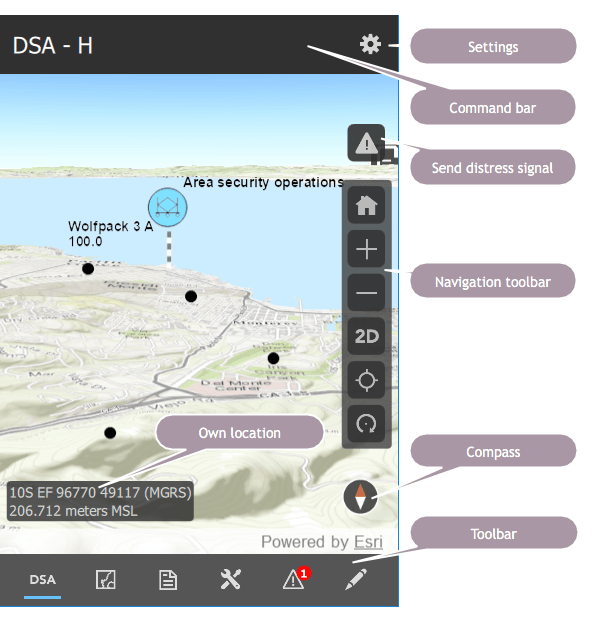 DSA - H
Settings
Command bar
Send distress signal
Area security operations
Wolfpack 3 A
100.0
Navigation toolbar
Monterey
2D
Del Monte
Center
Own location
Compass
10S EF 96770 49117 (MGRS)
206.712 meters MSL
Powered by Esri
Toolbar
DSA
1